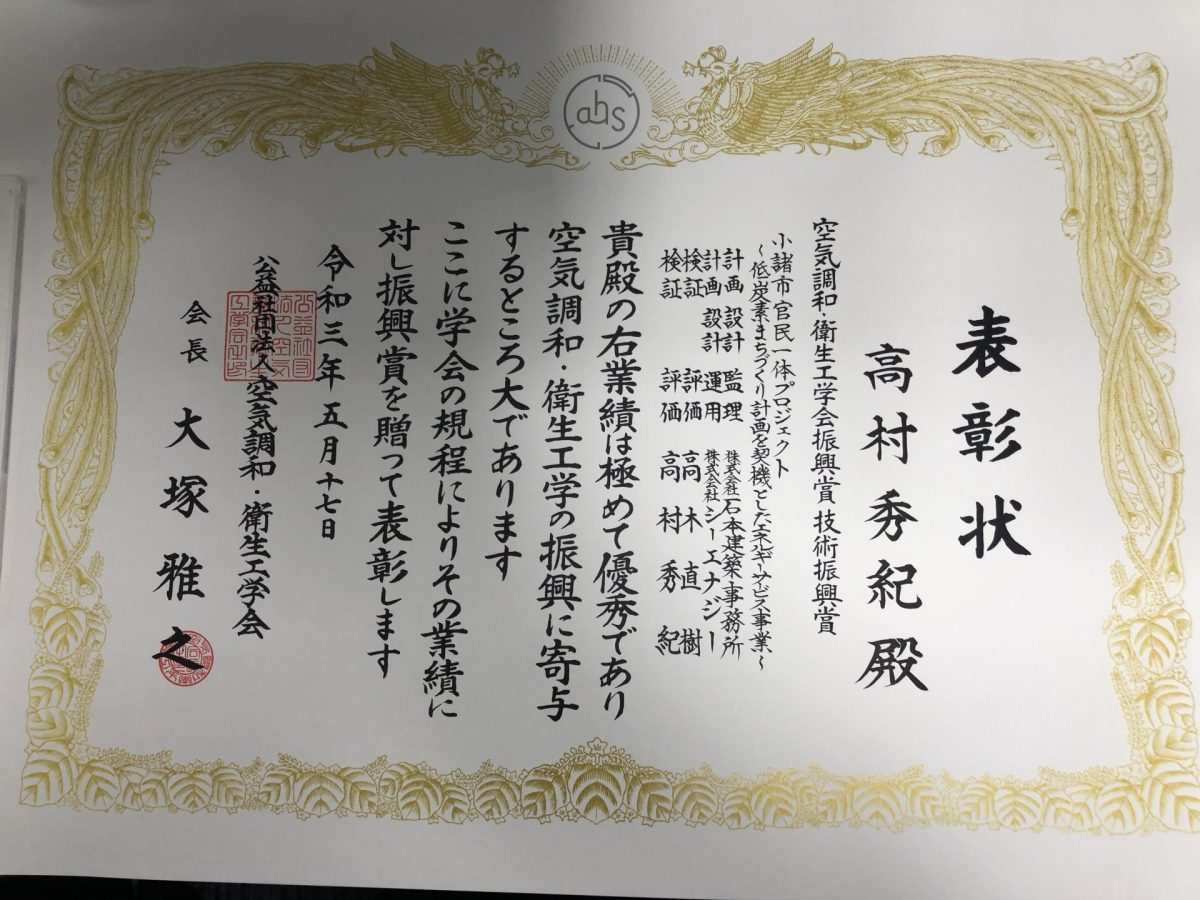 ahs
表彰状
高村秀紀殿
空気調和・衛生工学会振興賞 技術振興賞
小諸市官民一体プロジェクト
～低炭素まちづくり計画を契機としたエネルギーサービス事業～
計画 設計 監理 株式会社石本建築事務所
計画 設計 運用 株式会社シーエナジー
検証 評価 高木直樹
検証 評価 高村秀紀
貴殿の右業績は極めて優秀であり
空気調和・衛生工学の振興に寄与
するところ大であります
ここに学会の規程によりその業績に
対し振興賞を贈って表彰します
令和三年五月十七日
公益社団法人空気調和・衛生工学会
会長 大塚雅之